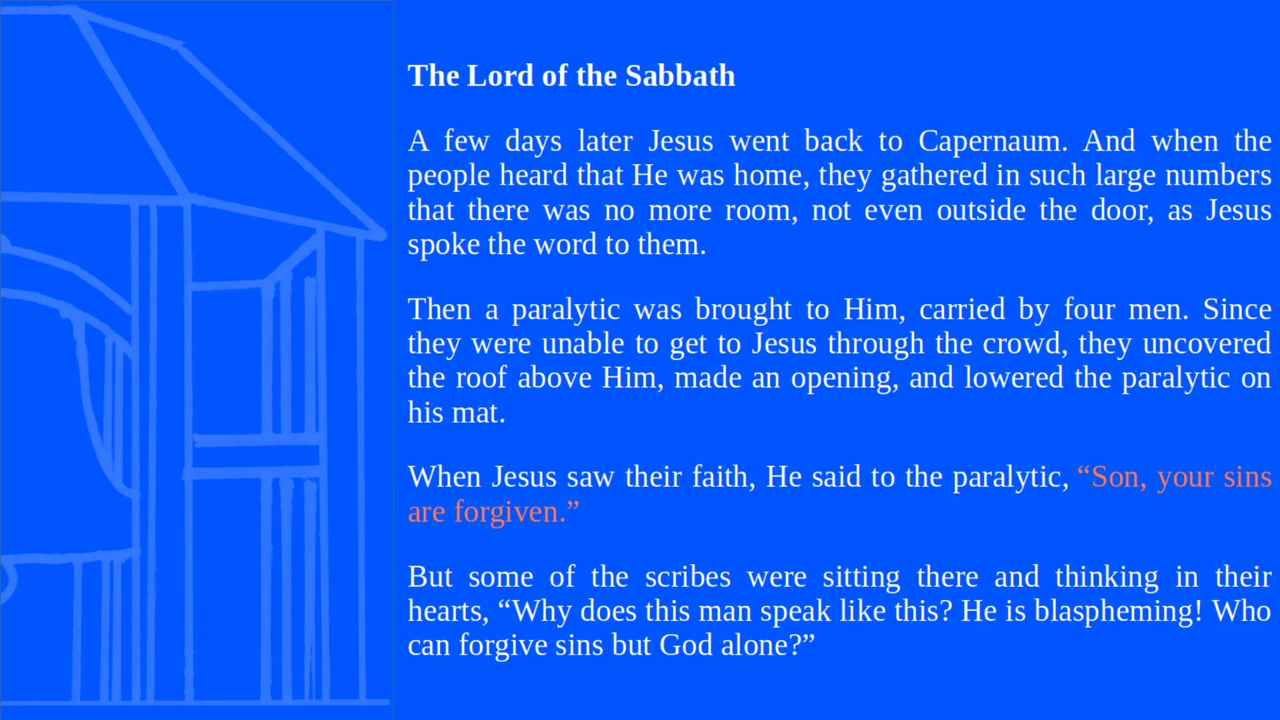 The Lord of the Sabbath
A few days later Jesus went back to Capernaum. And when the
people heard that He was home, they gathered in such large numbers
that there was no more room, not even outside the door, as Jesus
spoke the word to them.
Then a paralytic was brought to Him, carried by four men. Since
they were unable to get to Jesus through the crowd, they uncovered
the roof above Him, made an opening, and lowered the paralytic on
his mat.
When Jesus saw their faith, He said to the paralytic, “Son, your sins
are forgiven.”
But some of the scribes were sitting there and thinking in their
hearts, “Why does this man speak like this? He is blaspheming! Who
can forgive sins but God alone?”